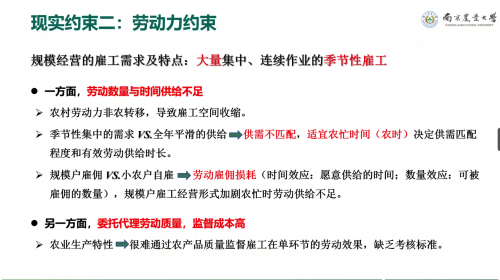 现实约束二：劳动力约束
南京农业大学
规模经营的雇工需求及特点：大量集中、连续作业的季节性雇工
● 一方面，劳动数量与时间供给不足
➢ 农村劳动力非农转移，导致雇工空间收缩。
➢ 季节性集中的需求 VS.全年平滑的供给➡供需不匹配，适宜农忙时间（农时）决定供需匹配
程度和有效劳动供给时长。
➢ 规模户雇佣 VS.小农户自雇 ➡劳动雇佣损耗（时间效应：愿意供给的时间；数量效应：可被
雇佣的数量），规模户雇工经营形式加剧农忙时劳动供给不足。
● 另一方面，委托代理劳动质量，监督成本高
➢ 农业生产特性➡很难通过农产品质量监督雇工在单环节的劳动效果，缺乏考核标准。